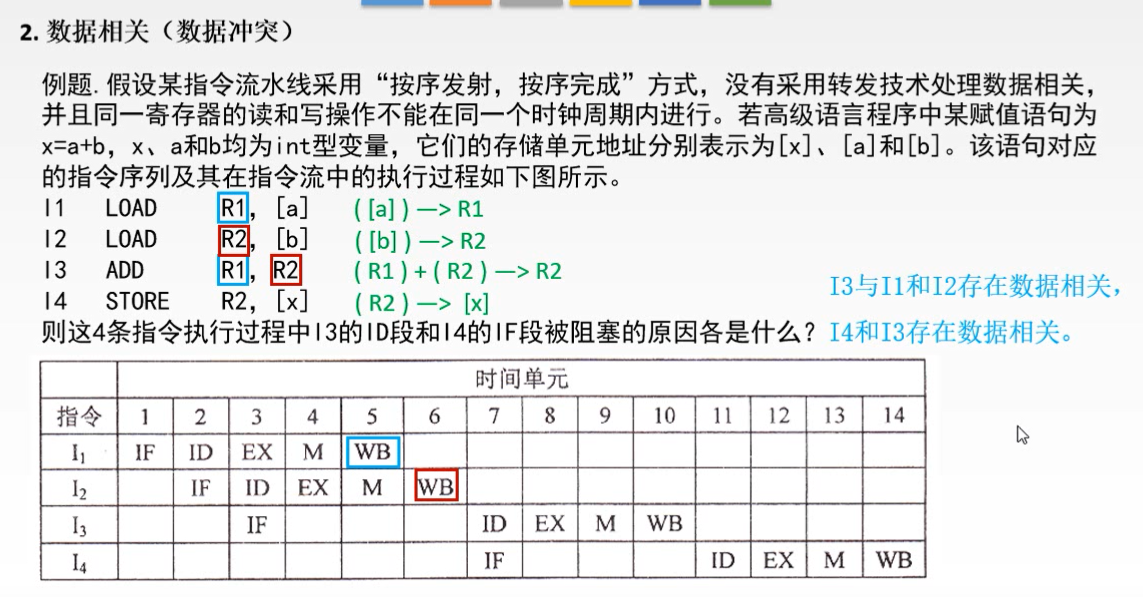 2. 数据相关（数据冲突）
例题. 假设某指令流水线采用“按序发射，按序完成”方式，没有采用转发技术处理数据相关，
并且同一寄存器的读和写操作不能在同一个时钟周期内进行。若高级语言程序中某赋值语句为
x=a+b，x、a和b均为int型变量，它们的存储单元地址分别表示为[x]、[a]和[b]。该语句对应
的指令序列及其在指令流中的执行过程如下图所示。
I1 LOAD R1, [a] ([a])—>R1
I2 LOAD R2, [b] ([b])—>R2
I3 ADD R1, R2 (R1)+(R2)—>R2
I4 STORE R2, [x] (R2)—>[x]
I3与I1和I2存在数据相关，
则这4条指令执行过程中I3的ID段和I4的IF段被阻塞的原因各是什么？ I4和I3存在数据相关。
时间单元
指令 1 2 3 4 5 6 7 8 9 10 11 12 13 14
I₁ IF ID EX M WB
I₂ IF ID EX M WB
I₃ IF ID EX M WB
I₄ IF ID EX M WB